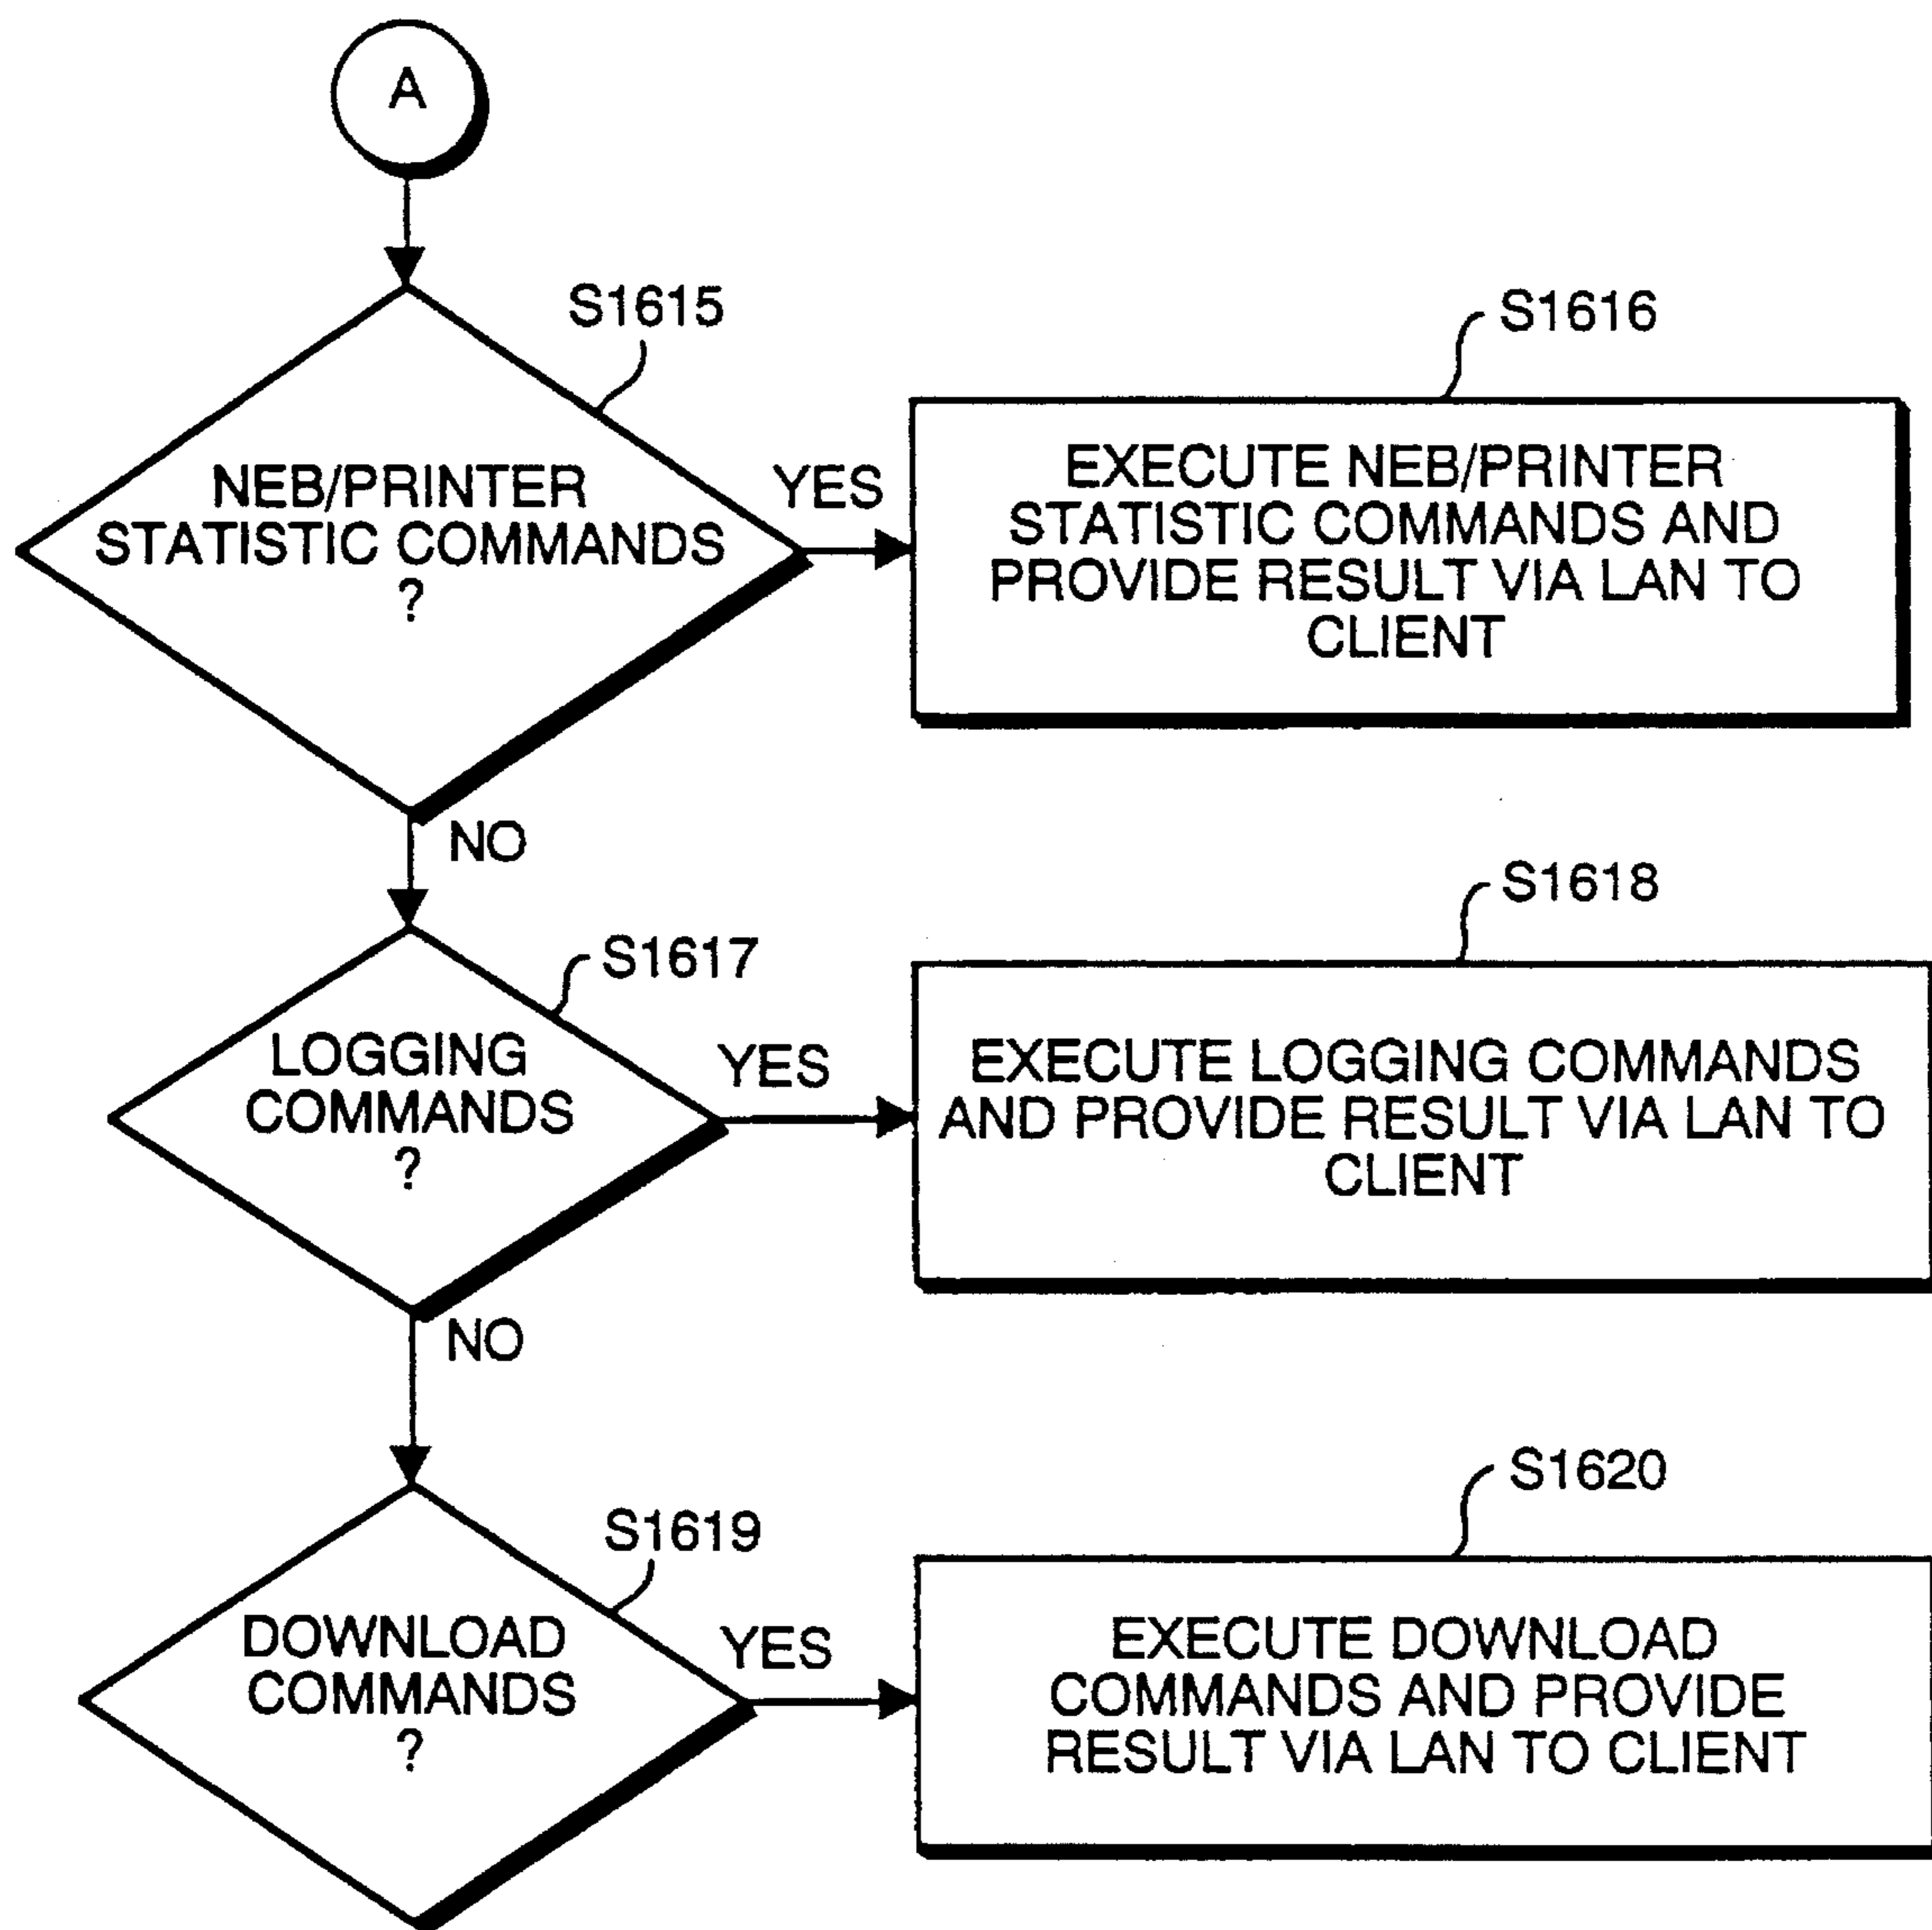 A
S1615
NEB/PRINTER
STATISTIC COMMANDS
?
YES
S1616
EXECUTE NEB/PRINTER
STATISTIC COMMANDS AND
PROVIDE RESULT VIA LAN TO
CLIENT
NO
S1617
LOGGING
COMMANDS
?
YES
S1618
EXECUTE LOGGING COMMANDS
AND PROVIDE RESULT VIA LAN TO
CLIENT
NO
S1619
DOWNLOAD
COMMANDS
?
YES
S1620
EXECUTE DOWNLOAD
COMMANDS AND PROVIDE
RESULT VIA LAN TO CLIENT